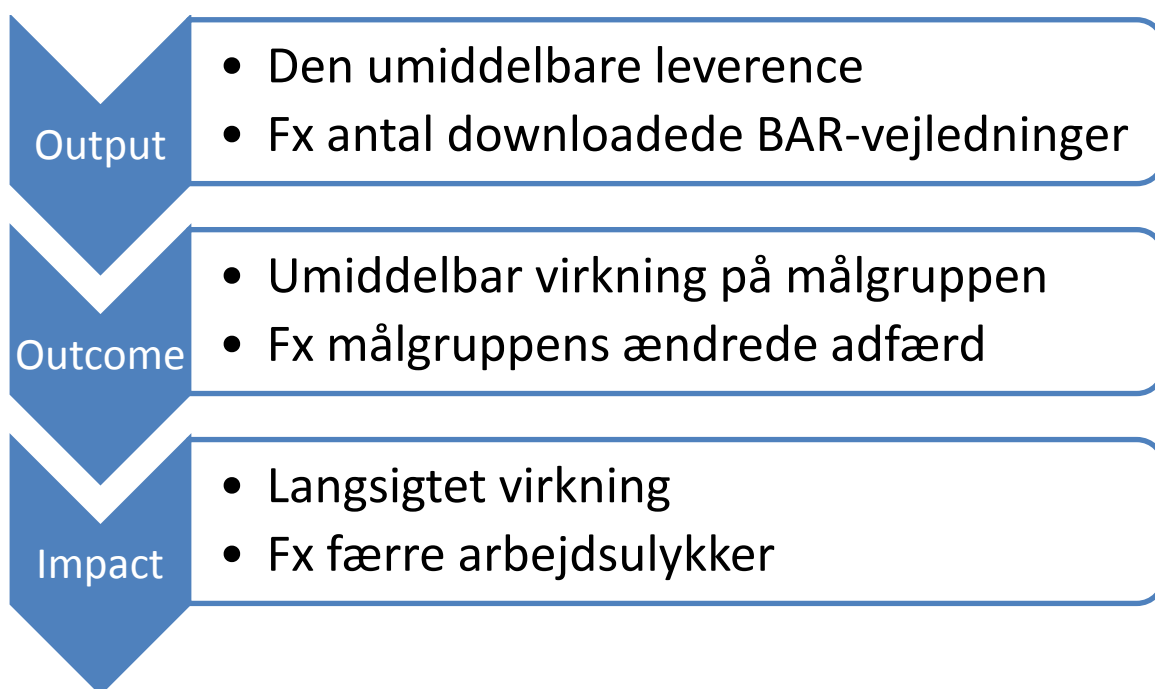 Output
• Den umiddelbare leverence
• Fx antal downloadede BAR-vejledninger
Outcome
• Umiddelbar virkning på målgruppen
• Fx målgruppens ændrede adfærd
Impact
• Langsigtet virkning
• Fx færre arbejdsulykker